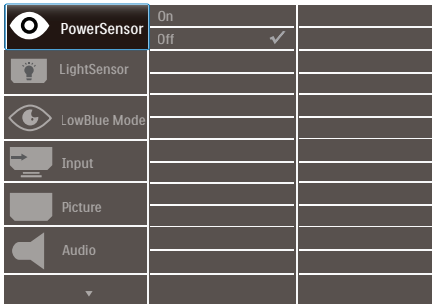 PowerSensor
On
Off
LightSensor
LowBlue Mode
Input
Picture
Audio